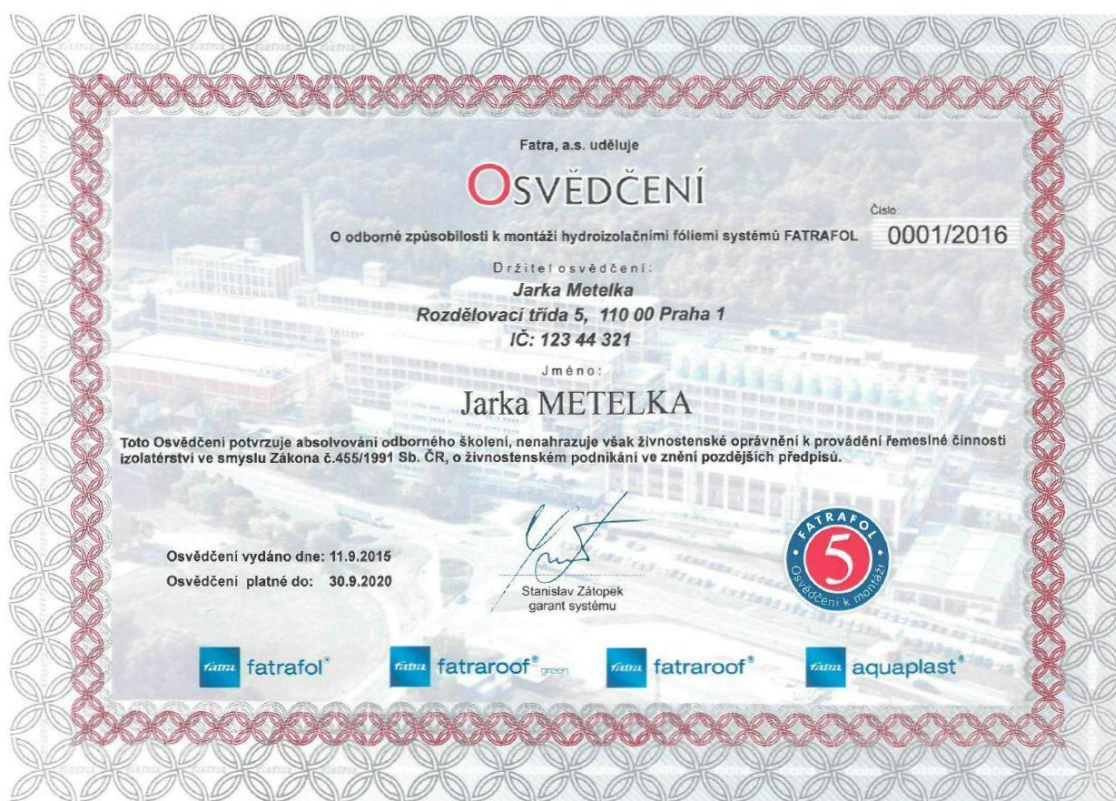 Fatra, a.s. uděluje
OSVĚDČENÍ
Číslo:
O odborné způsobilosti k montáži hydroizolačními fóliemi systémů FATRAFOL 0001/2016
Držitel osvědčení:
Jarka Metelka
Rozdělovací třída 5, 110 00 Praha 1
IČ: 123 44 321
Jméno:
Jarka METELKA
Toto Osvědčení potvrzuje absolvování odborného školení, nenahrazuje však živnostenské oprávnění k provádění řemeslné činnosti
izolatérství ve smyslu Zákona č.455/1991 Sb. ČR, o živnostenském podnikání ve znění pozdějších předpisů.
Osvědčení vydáno dne: 11.9.2015
Osvědčení platné do: 30.9.2020
Stanislav Zátopek
garant systému
FATRAFOL
5
Osvědčení k montáži
fatra fatrafol®
fatra fatraroof® green
fatra fatraroof®
fatra aquaplast®